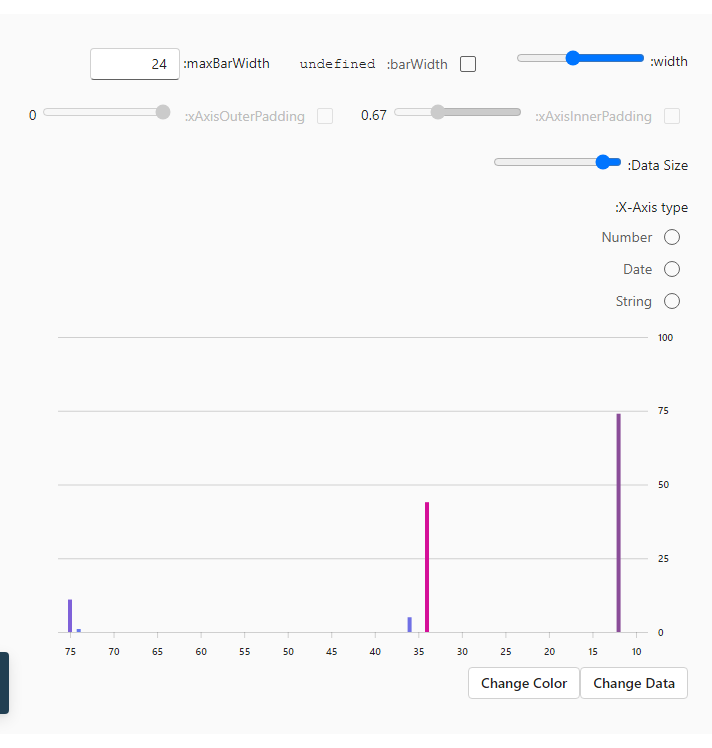 24 :maxBarWidth undefined :barWidth :width
0 :xAxisOuterPadding 0.67 :xAxisInnerPadding
:Data Size
:X-Axis type
Number
Date
String
100
75
50
25
0
75 70 65 60 55 50 45 40 35 30 25 20 15 10
Change Color Change Data